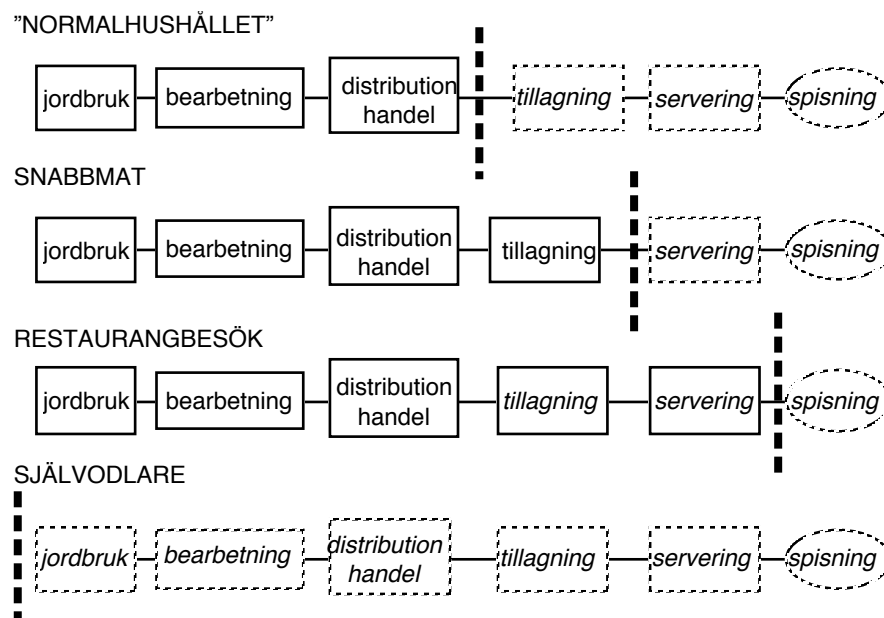 ”NORMALHUSHÅLLET”
jordbruk bearbetning distribution handel tillagning servering spisning
SNABBMAT
jordbruk bearbetning distribution handel tillagning servering spisning
RESTAURANGBESÖK
jordbruk bearbetning distribution handel tillagning servering spisning
SJÄLVODLARE
jordbruk bearbetning distribution handel tillagning servering spisning